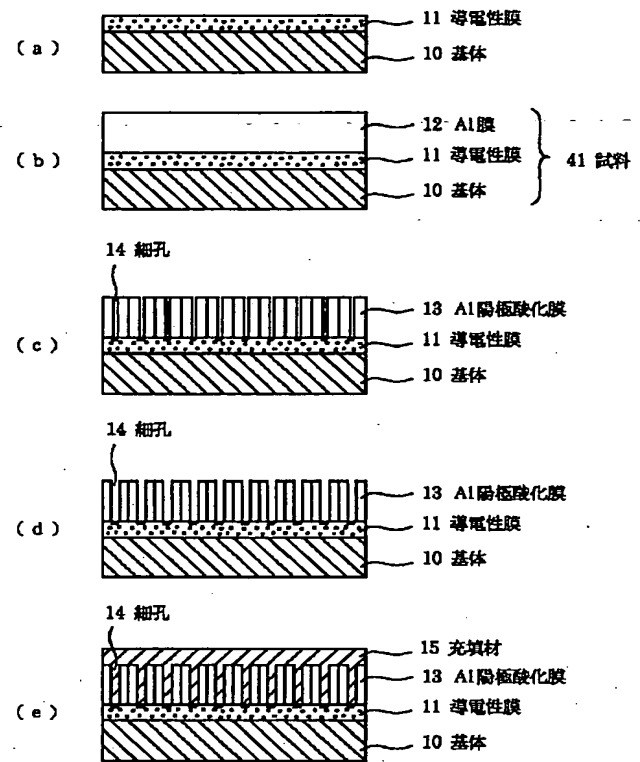 (a)
11 導電性膜
10 基体
(b)
12 Al膜
11 導電性膜
10 基体
41 試料
14 細孔
(c)
13 Al陽極酸化膜
11 導電性膜
10 基体
14 細孔
(d)
13 Al陽極酸化膜
11 導電性膜
10 基体
14 細孔
(e)
15 充填材
13 Al陽極酸化膜
11 導電性膜
10 基体